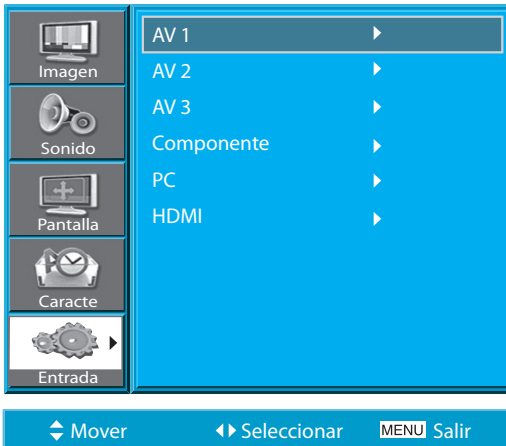 Imagen
Sonido
Pantalla
Caracte
Entrada
AV 1
AV 2
AV 3
Componente
PC
HDMI
Mover Seleccionar MENU Salir